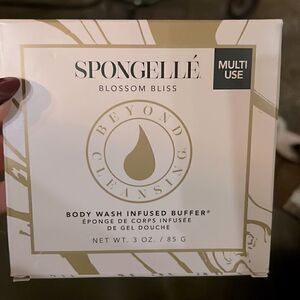 SPONGELLÉ
MULTI
USE
BLOSSOM BLISS
BEYOND
CLEANSING
BODY WASH INFUSED BUFFER®
ÉPONGE DE CORPS INFUSÉE
DE GEL DOUCHE
NET WT. 3 OZ. / 85 G